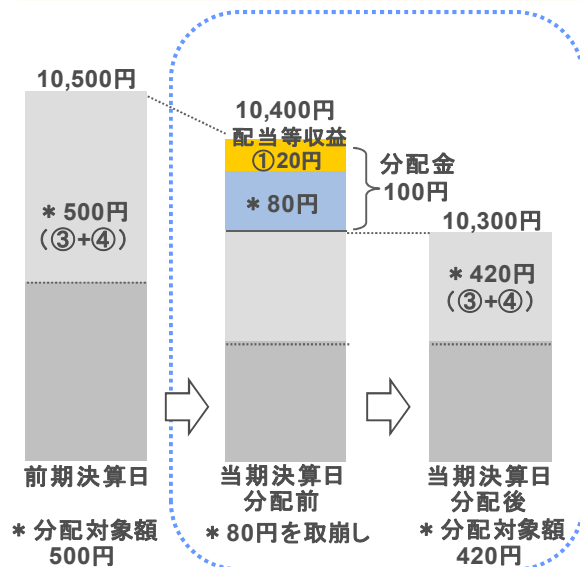 10,500円
＊500円
（③+④）
前期決算日
＊分配対象額
500円
10,400円
配当等収益
①20円
＊80円
分配金
100円
当期決算日
分配前
＊80円を取崩し
10,300円
＊420円
（③+④）
当期決算日
分配後
＊分配対象額
420円